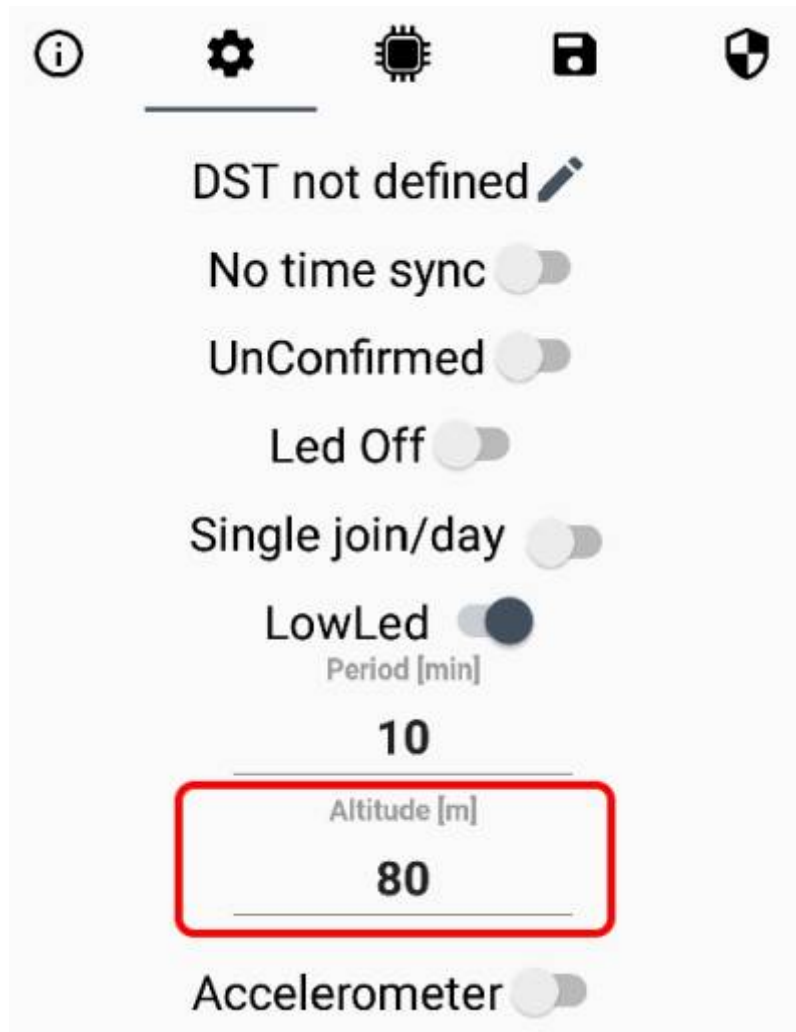 DST not defined
No time sync
UnConfirmed
Led Off
Single join/day
LowLed
Period [min]
10
Altitude [m]
80
Accelerometer